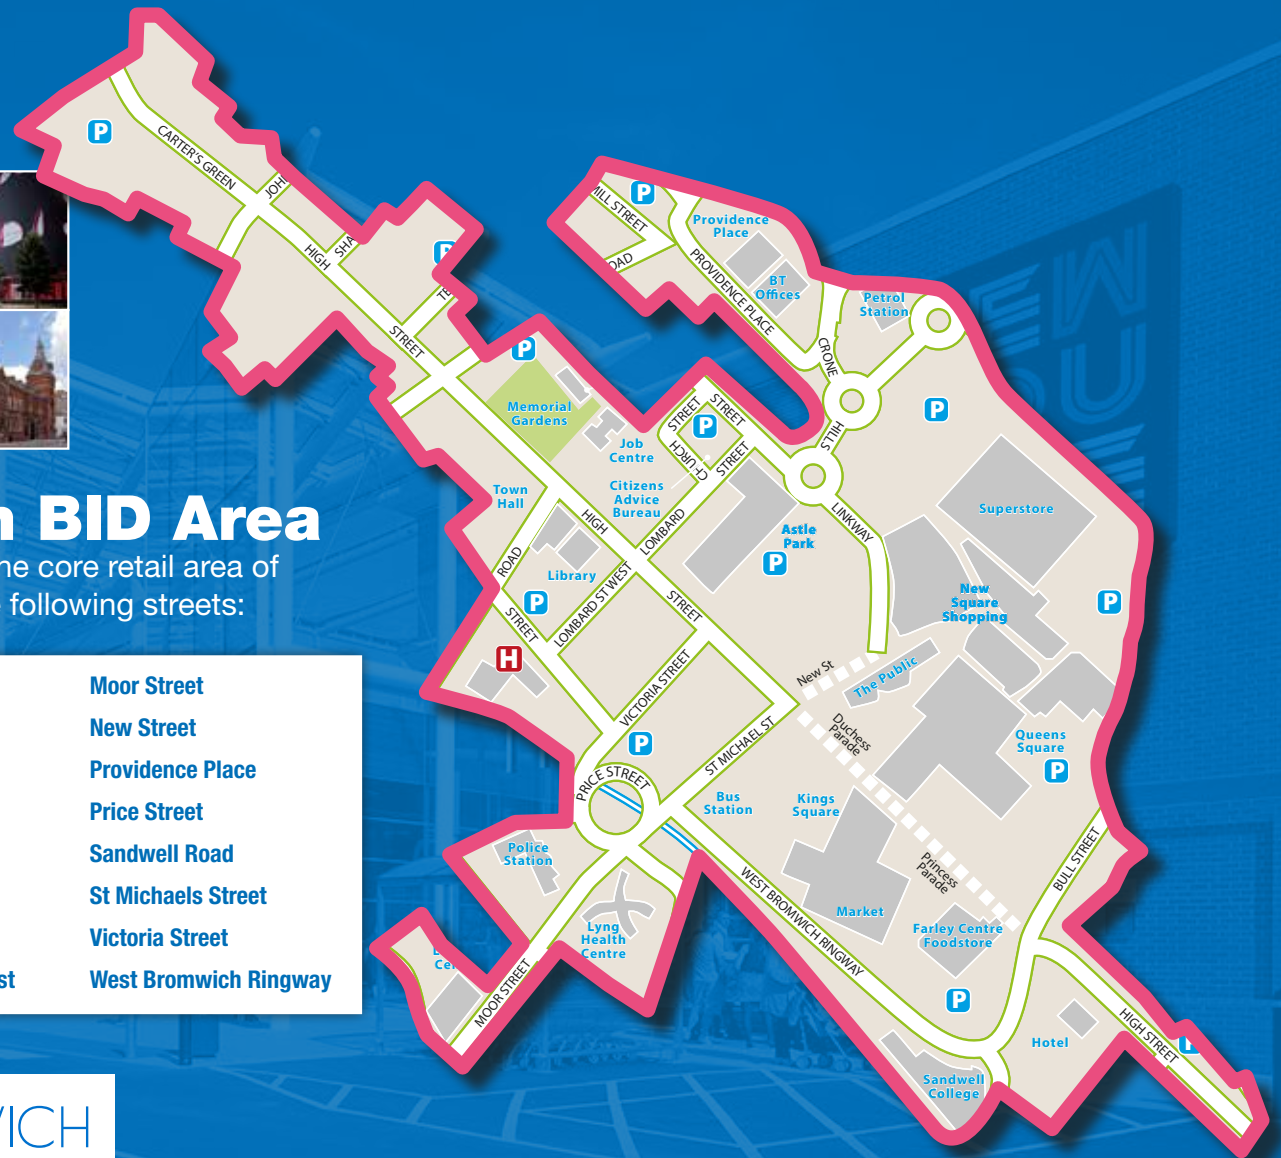 BID Area
core retail area of
following streets:
Moor Street
New Street
Providence Place
Price Street
Sandwell Road
St Michaels Street
Victoria Street
West Bromwich Ringway
P
CARTER'S GREEN
HIGH
STREET
P
MILL STREET
PROVIDENCE PLACE
Providence
Place
BT
Offices
Petrol
Station
CRONE
HILLS
P
Memorial
Gardens
Job
Centre
STREET
STREET
P
CHURCH
STREET
Citizens
Advice
Bureau
LOMBARD
Town
Hall
HIGH
STREET
ROAD
Library
P
LOMBARD ST WEST
STREET
H
Astle
Park
P
LINKWAY
P
Superstore
New
Square
Shopping
P
New St
The Public
VICTORIA STREET
P
ST MICHAEL ST
PRICE STREET
Duchess
Parade
Queens
Square
P
Bus
Station
Kings
Square
Police
Station
Lyng
Health
Centre
MOOR STREET
WEST BROMWICH RINGWAY
Market
Princess
Parade
BULL STREET
Farley Centre
Foodstore
P
Hotel
HIGH STREET
Sandwell
College